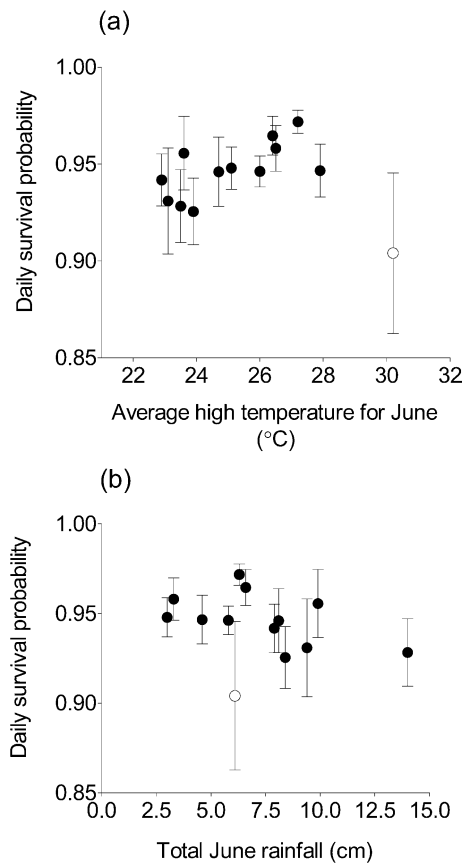 (a)
1.00
0.95
0.90
0.85
Daily survival probability
22 24 26 28 30 32
Average high temperature for June
(°C)
(b)
1.00
0.95
0.90
0.85
Daily survival probability
0.0 2.5 5.0 7.5 10.0 12.5 15.0
Total June rainfall (cm)